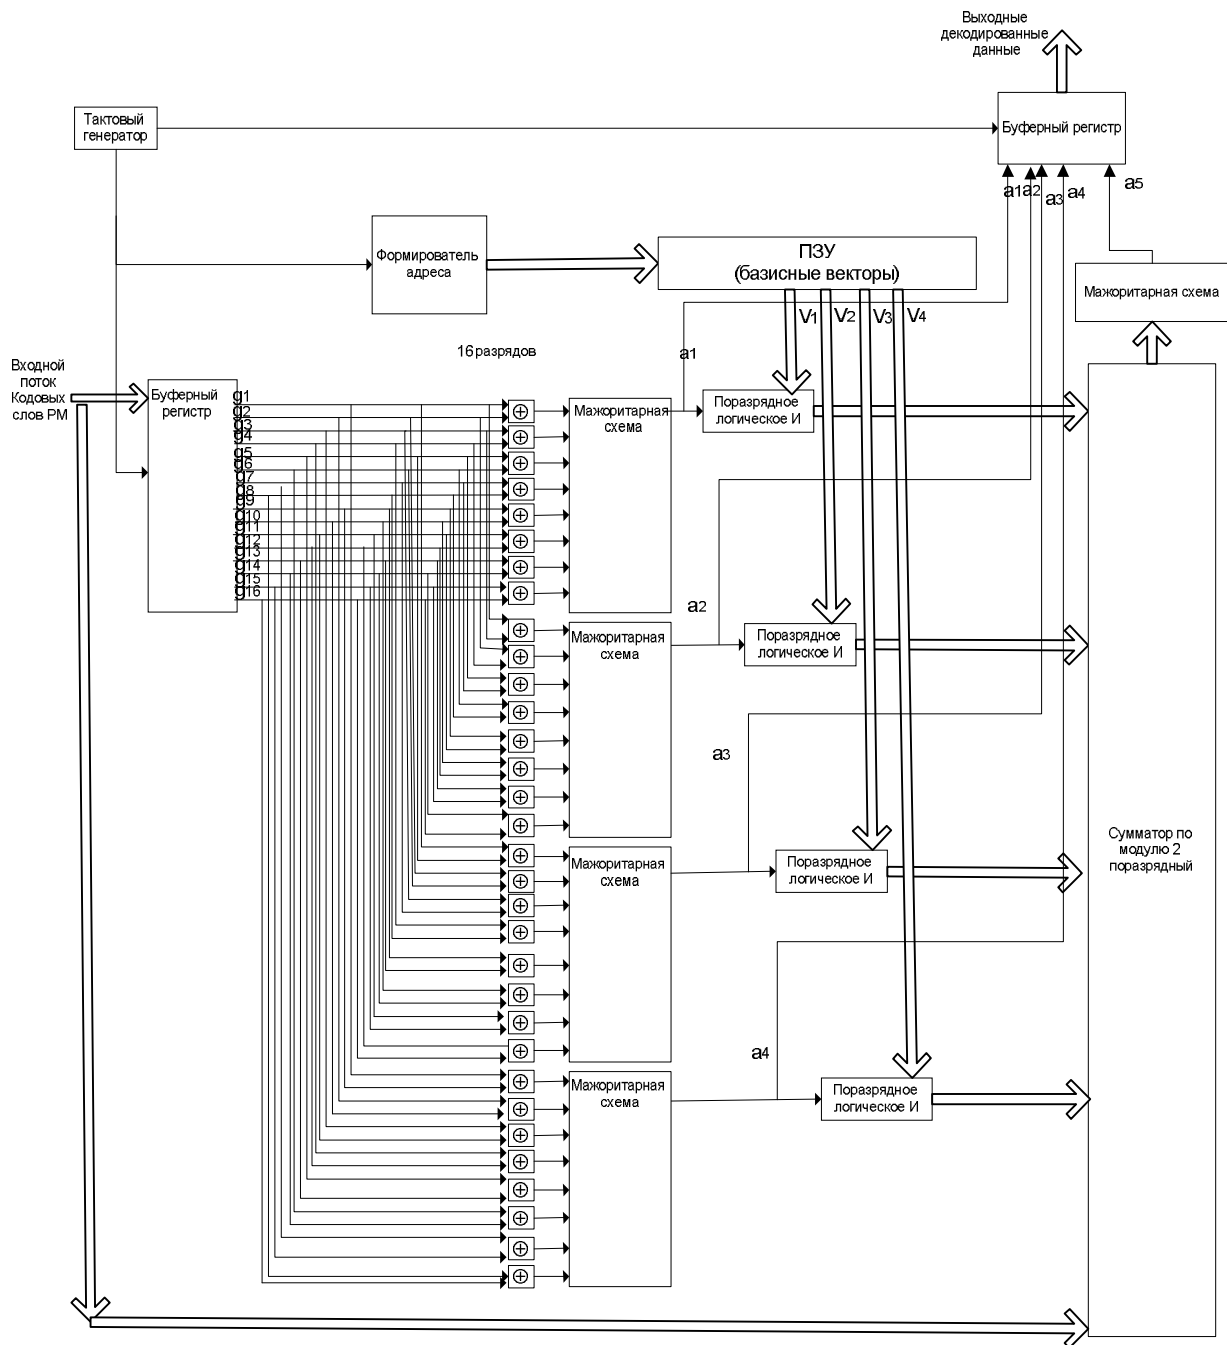 Выходные
декодированные
данные
Тактовый
генератор
Буферный регистр
a1
a2
a3
a4
a5
Формирователь
адреса
ПЗУ
(базисные векторы)
Мажоритарная схема
V1
V2
V3
V4
16 разрядов
a1
Входной
поток
Кодовых
слов РМ
Буферный
регистр
g1
g2
g3
g4
g5
g6
g7
g8
g9
g10
g11
g12
g13
g14
g15
g16
Мажоритарная
схема
Поразрядное
логическое И
a2
Мажоритарная
схема
Поразрядное
логическое И
a3
Мажоритарная
схема
Поразрядное
логическое И
Сумматор по
модулю 2
поразрядный
a4
Мажоритарная
схема
Поразрядное
логическое И